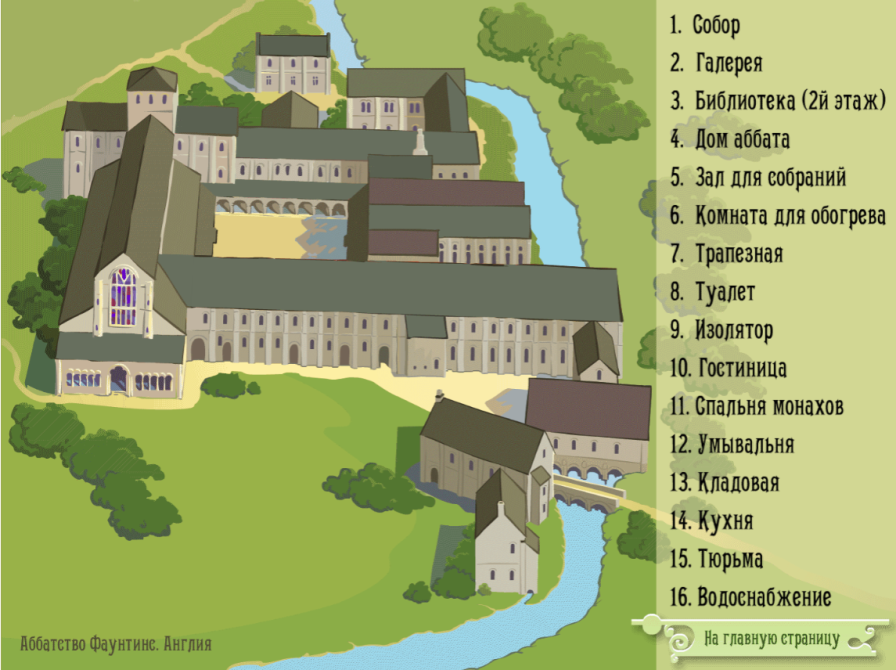 1. Собор
2. Галерея
3. Библиотека (2й этаж)
4. Дом аббата
5. Зал для собраний
6. Комната для обогрева
7. Трапезная
8. Туалет
9. Изолятор
10. Гостиница
11. Спальня монахов
12. Умывальня
13. Кладовая
14. Кухня
15. Тюрьма
16. Водоснабжение
На главную страницу
Аббатство Фаунтинс. Англия